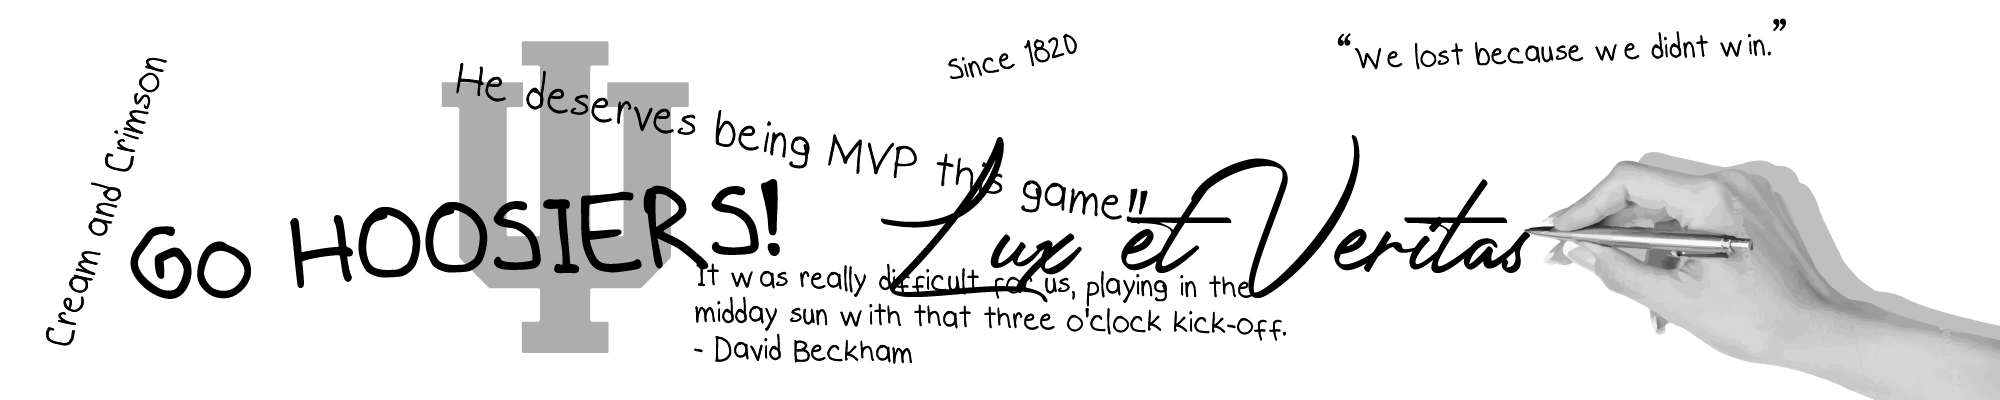 Cream and Crimson
GO HOOSIERS!
IU
He deserves being MVP this game!!
Since 1820
"We lost because we didnt win."
Lux et Veritas
It was really difficult for us, playing in the
midday sun with that three o'clock kick-off.
- David Beckham